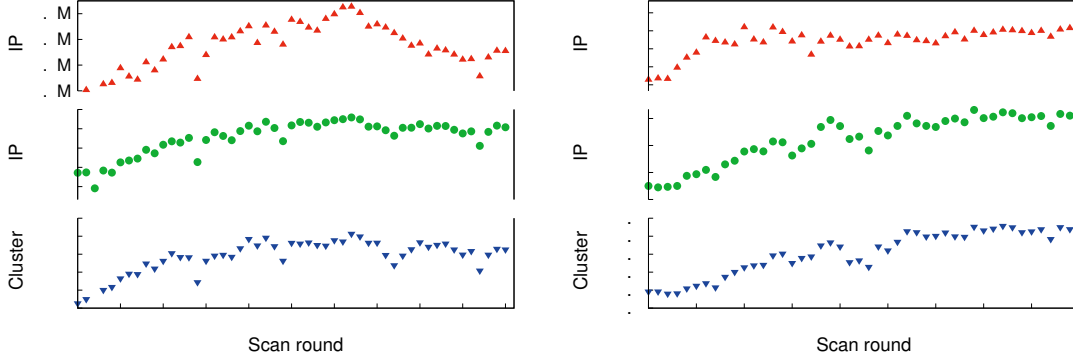 IP
. M
. M
. M
. M
IP
Cluster
Scan round
IP
IP
Cluster
Scan round